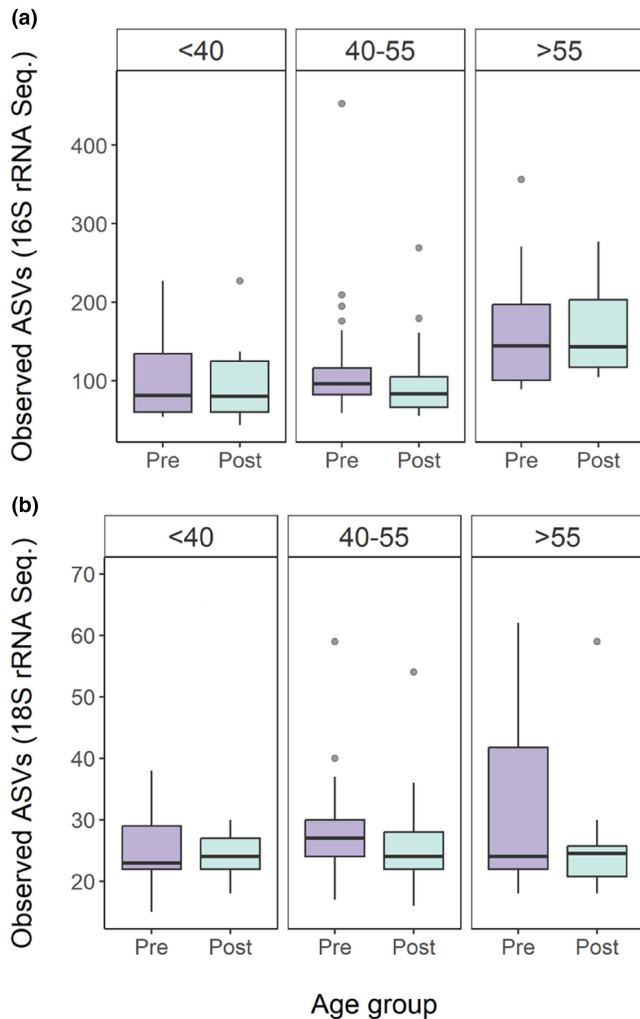 (a)
<40 40-55 >55
Observed ASVs (16S rRNA Seq.)
400
300
200
100
Pre Post Pre Post Pre Post
(b)
<40 40-55 >55
Observed ASVs (18S rRNA Seq.)
70
60
50
40
30
20
Pre Post Pre Post Pre Post
Age group